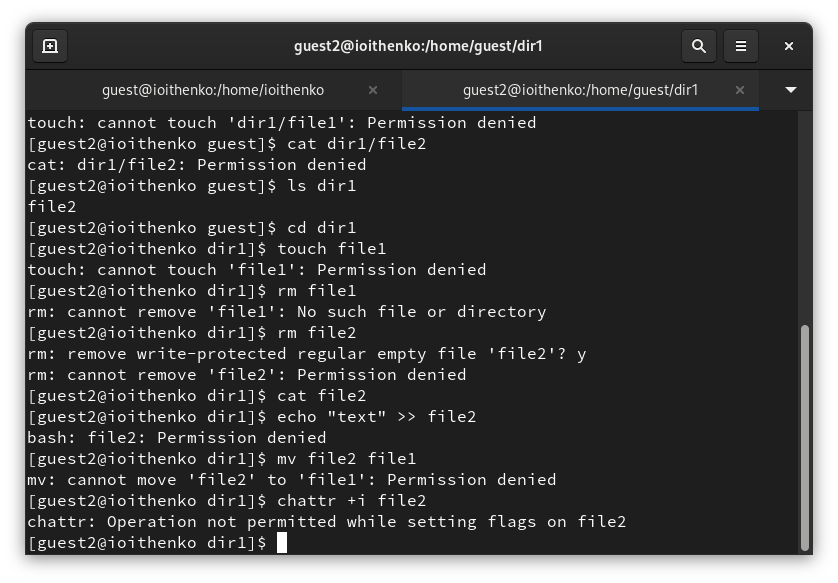 guest2@ioithenko:/home/guest/dir1
guest@ioithenko:/home/ioithenko
guest2@ioithenko:/home/guest/dir1
touch: cannot touch 'dir1/file1': Permission denied
[guest2@ioithenko guest]$ cat dir1/file2
cat: dir1/file2: Permission denied
[guest2@ioithenko guest]$ ls dir1
file2
[guest2@ioithenko guest]$ cd dir1
[guest2@ioithenko dir1]$ touch file1
touch: cannot touch 'file1': Permission denied
[guest2@ioithenko dir1]$ rm file1
rm: cannot remove 'file1': No such file or directory
[guest2@ioithenko dir1]$ rm file2
rm: remove write-protected regular empty file 'file2'? y
rm: cannot remove 'file2': Permission denied
[guest2@ioithenko dir1]$ cat file2
[guest2@ioithenko dir1]$ echo "text" >> file2
bash: file2: Permission denied
[guest2@ioithenko dir1]$ mv file2 file1
mv: cannot move 'file2' to 'file1': Permission denied
[guest2@ioithenko dir1]$ chattr +i file2
chattr: Operation not permitted while setting flags on file2
[guest2@ioithenko dir1]$